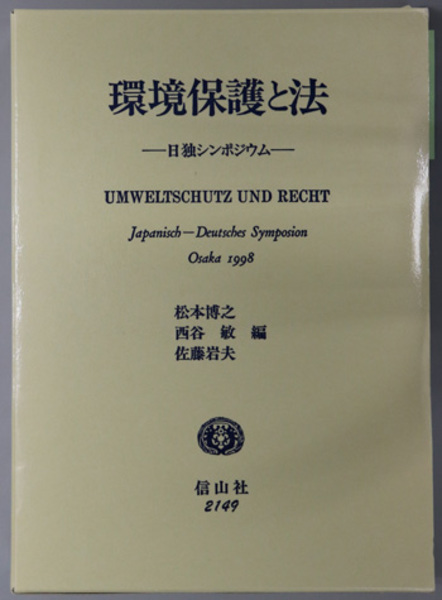 環境保護と法
―日独シンポジウム―
UMWELTSCHUTZ UND RECHT
Japanisch－Deutsches Symposion
Osaka 1998
松本博之
西谷 敏 編
佐藤岩夫
信山社
2149